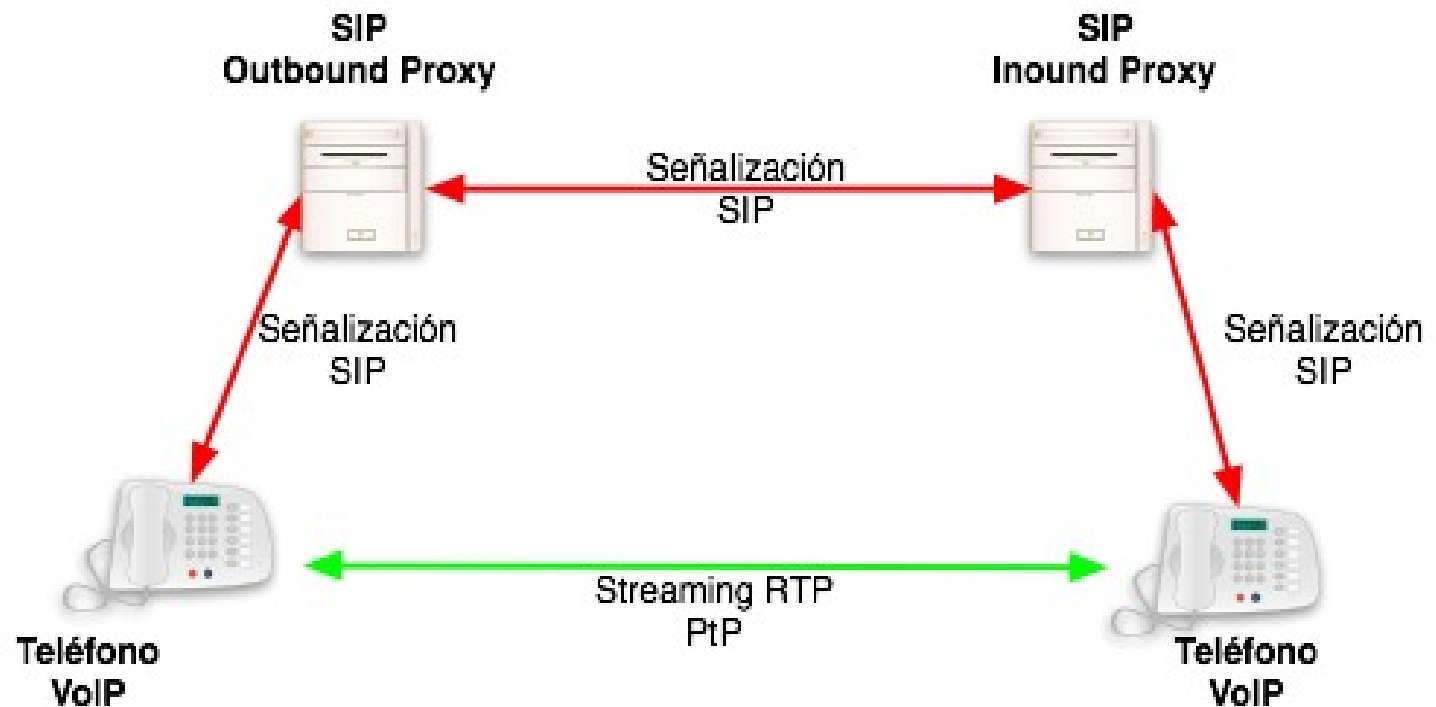 SIP
Outbound Proxy
SIP
Inound Proxy
Señalización
SIP
Señalización
SIP
Señalización
SIP
Streaming RTP
PtP
Teléfono
VoIP
Teléfono
VoIP